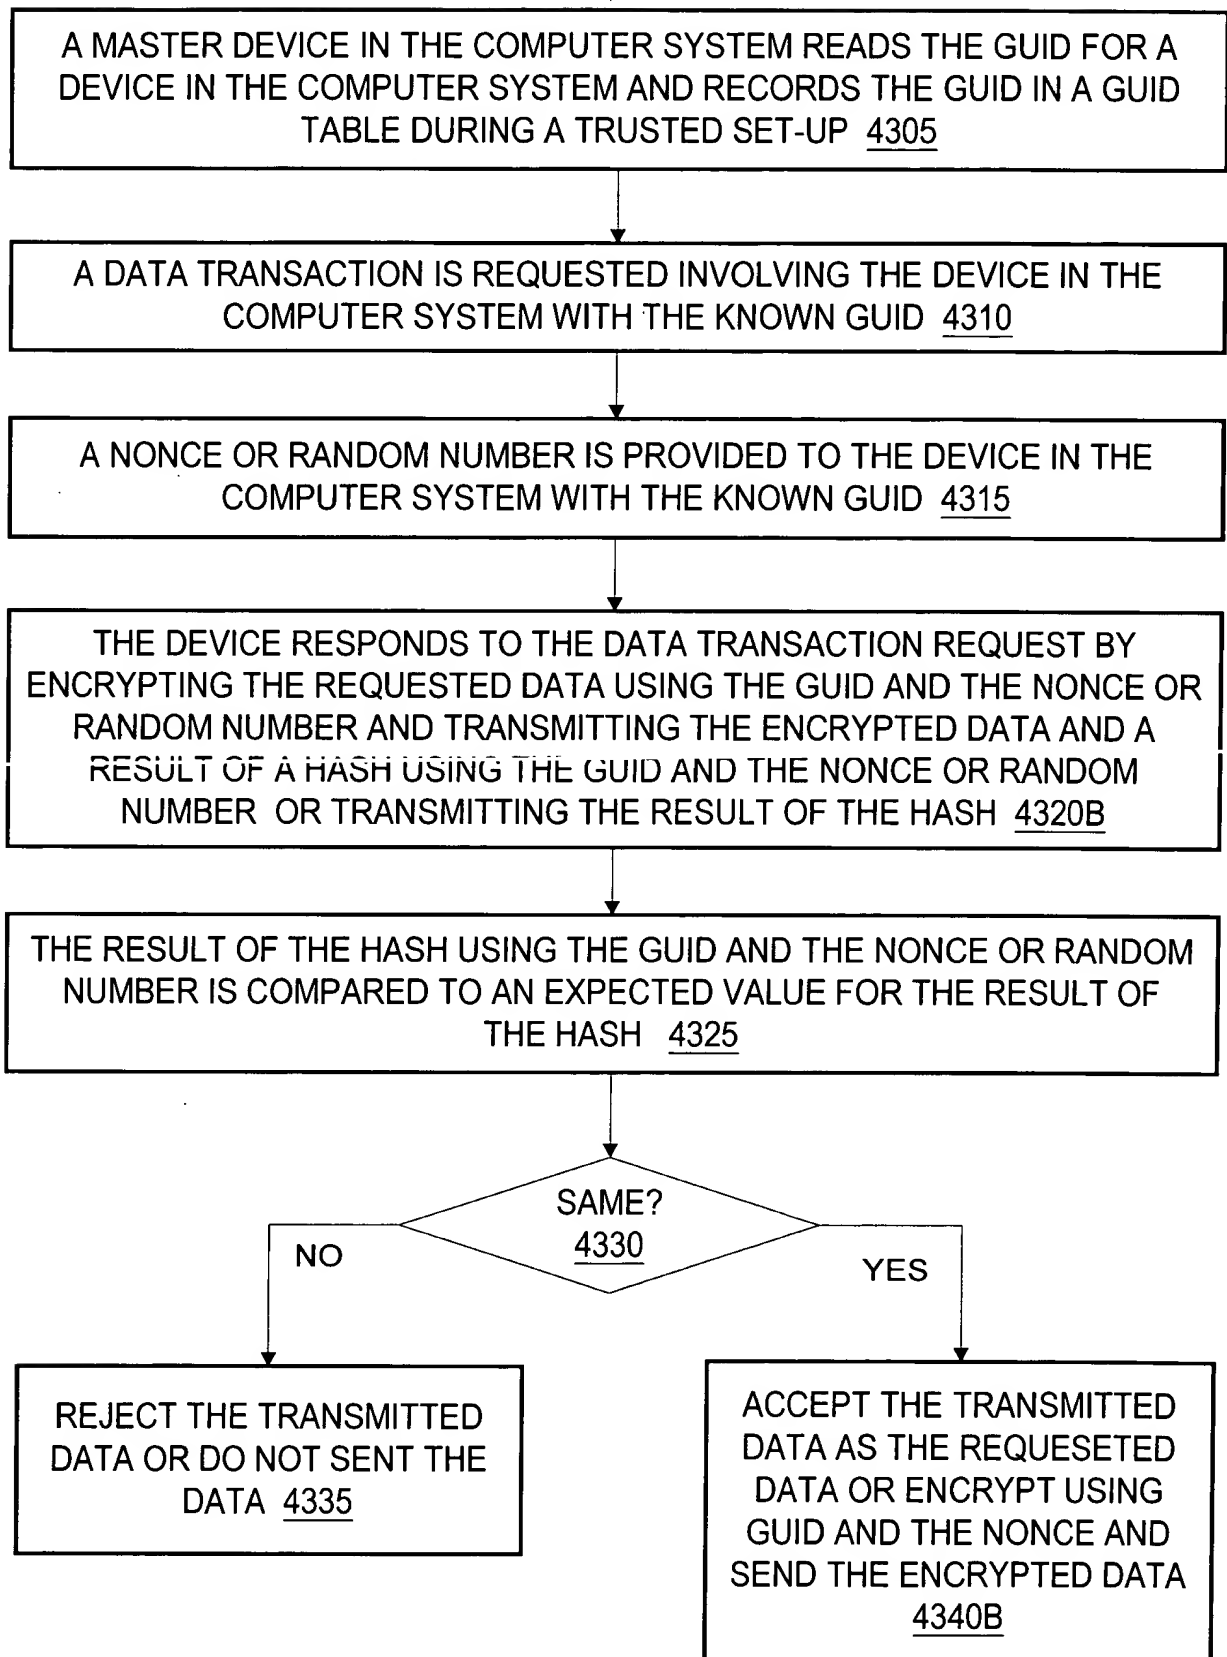 A MASTER DEVICE IN THE COMPUTER SYSTEM READS THE GUID FOR A
DEVICE IN THE COMPUTER SYSTEM AND RECORDS THE GUID IN A GUID
TABLE DURING A TRUSTED SET-UP 4305
A DATA TRANSACTION IS REQUESTED INVOLVING THE DEVICE IN THE
COMPUTER SYSTEM WITH THE KNOWN GUID 4310
A NONCE OR RANDOM NUMBER IS PROVIDED TO THE DEVICE IN THE
COMPUTER SYSTEM WITH THE KNOWN GUID 4315
THE DEVICE RESPONDS TO THE DATA TRANSACTION REQUEST BY
ENCRYPTING THE REQUESTED DATA USING THE GUID AND THE NONCE OR
RANDOM NUMBER AND TRANSMITTING THE ENCRYPTED DATA AND A
RESULT OF A HASH USING THE GUID AND THE NONCE OR RANDOM
NUMBER OR TRANSMITTING THE RESULT OF THE HASH 4320B
THE RESULT OF THE HASH USING THE GUID AND THE NONCE OR RANDOM
NUMBER IS COMPARED TO AN EXPECTED VALUE FOR THE RESULT OF
THE HASH 4325
SAME?
4330
NO
YES
REJECT THE TRANSMITTED
DATA OR DO NOT SENT THE
DATA 4335
ACCEPT THE TRANSMITTED
DATA AS THE REQUESETED
DATA OR ENCRYPT USING
GUID AND THE NONCE AND
SEND THE ENCRYPTED DATA
4340B